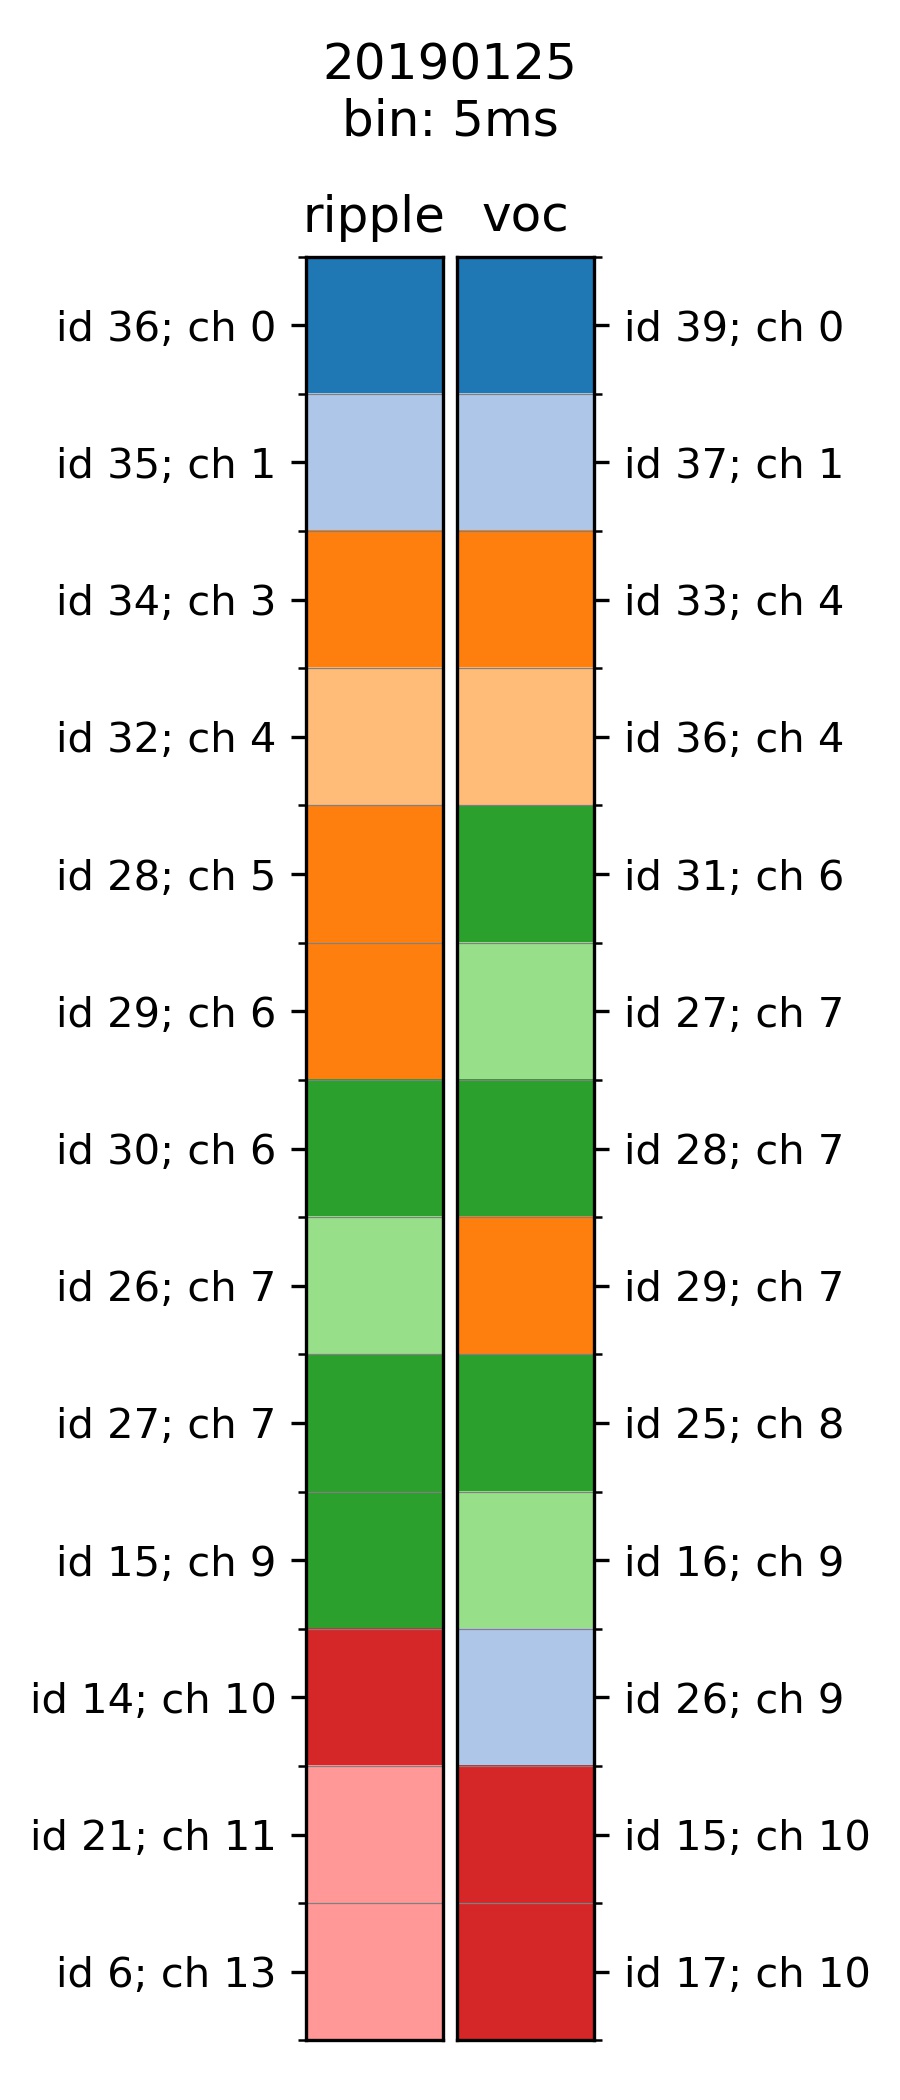 20190125
bin: 5ms
ripple voc
id 36; ch 0 id 39; ch 0
id 35; ch 1 id 37; ch 1
id 34; ch 3 id 33; ch 4
id 32; ch 4 id 36; ch 4
id 28; ch 5 id 31; ch 6
id 29; ch 6 id 27; ch 7
id 30; ch 6 id 28; ch 7
id 26; ch 7 id 29; ch 7
id 27; ch 7 id 25; ch 8
id 15; ch 9 id 16; ch 9
id 14; ch 10 id 26; ch 9
id 21; ch 11 id 15; ch 10
id 6; ch 13 id 17; ch 10